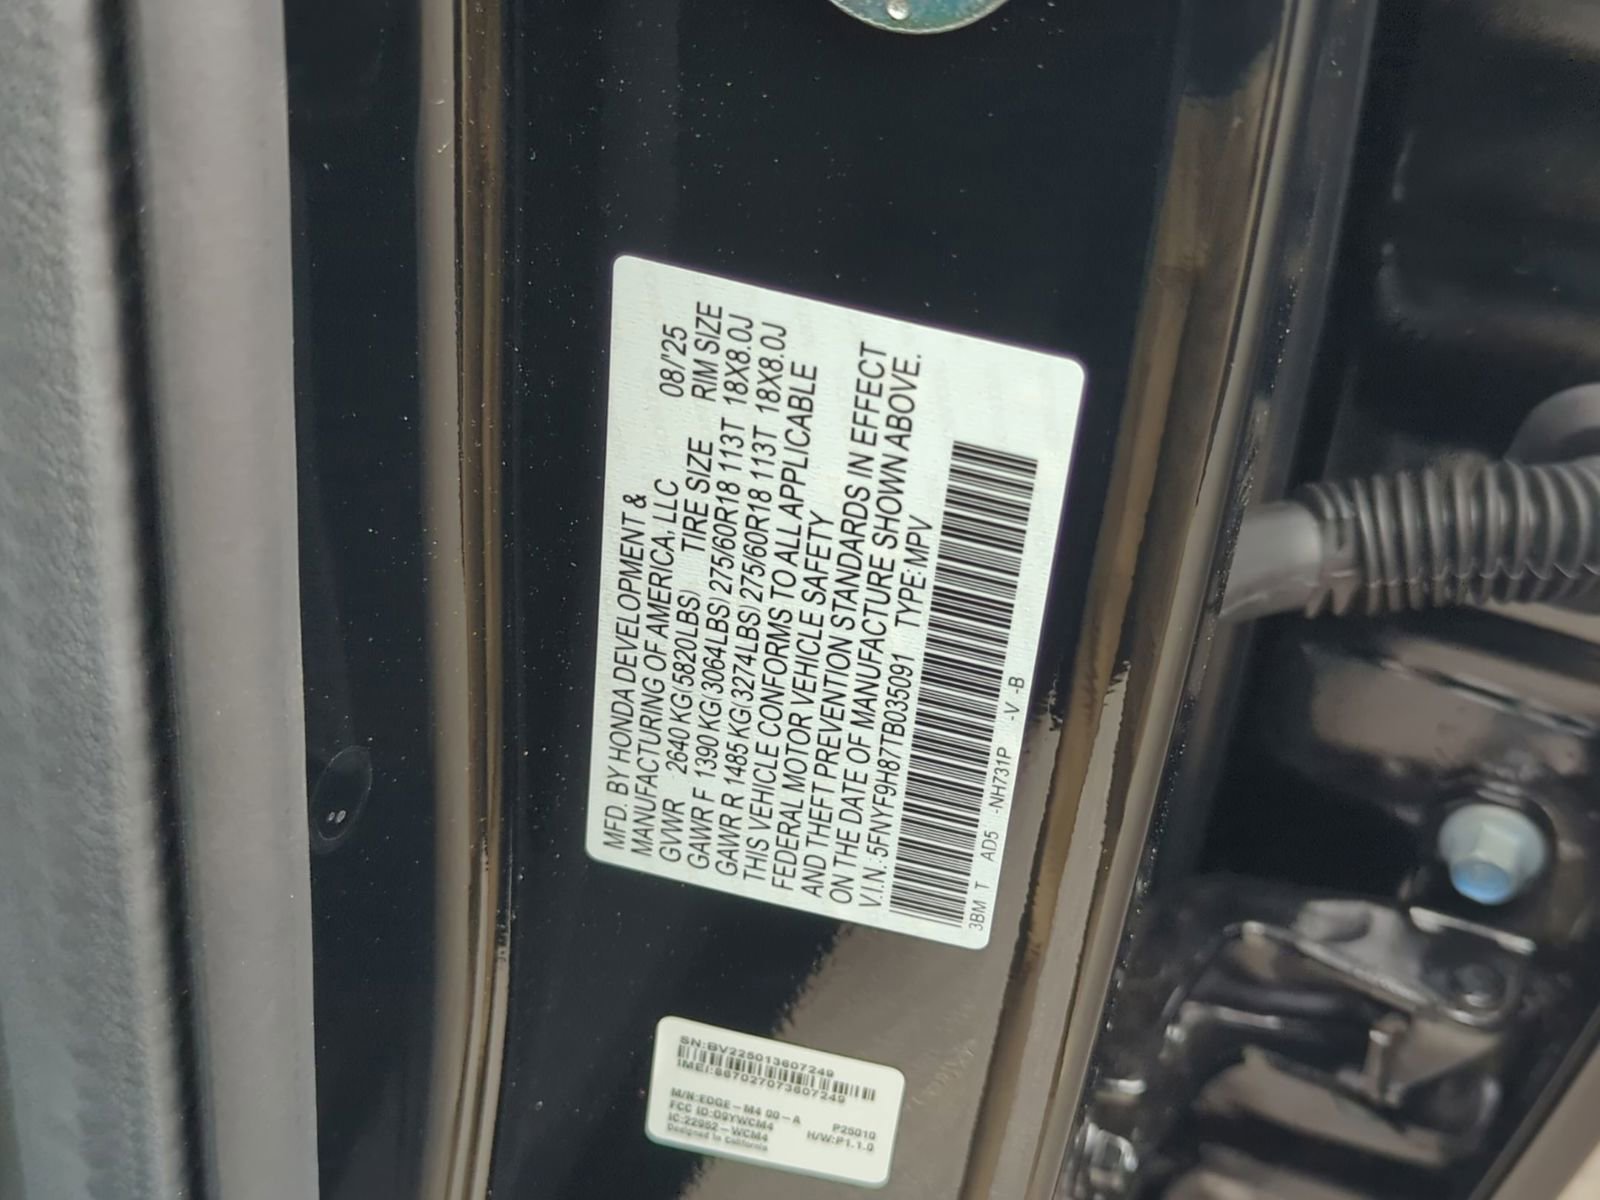 MFD. BY HONDA DEVELOPMENT &
MANUFACTURING OF AMERICA, LLC 08/'25
GVWR 2640 KG(5820LBS) TIRE SIZE RIM SIZE
GAWR F 1390 KG(3064LBS) 275/60R18 113T 18X8.0J
GAWR R 1485 KG(3274LBS) 275/60R18 113T 18X8.0J
THIS VEHICLE CONFORMS TO ALL APPLICABLE
FEDERAL MOTOR VEHICLE SAFETY
AND THEFT PREVENTION STANDARDS IN EFFECT
ON THE DATE OF MANUFACTURE SHOWN ABOVE.
V.I.N.: 5FNYF9H87TB035091 TYPE: MPV
3BM T AD5 -NH731P -V -B
SN:BV225013607249
IMEI:867027073607249
M/N:EDGE-M4 00-A P25010
FCC ID:D9YWCM4 H/W:P1.1.0
IC:22952-WCM4
Designed in California